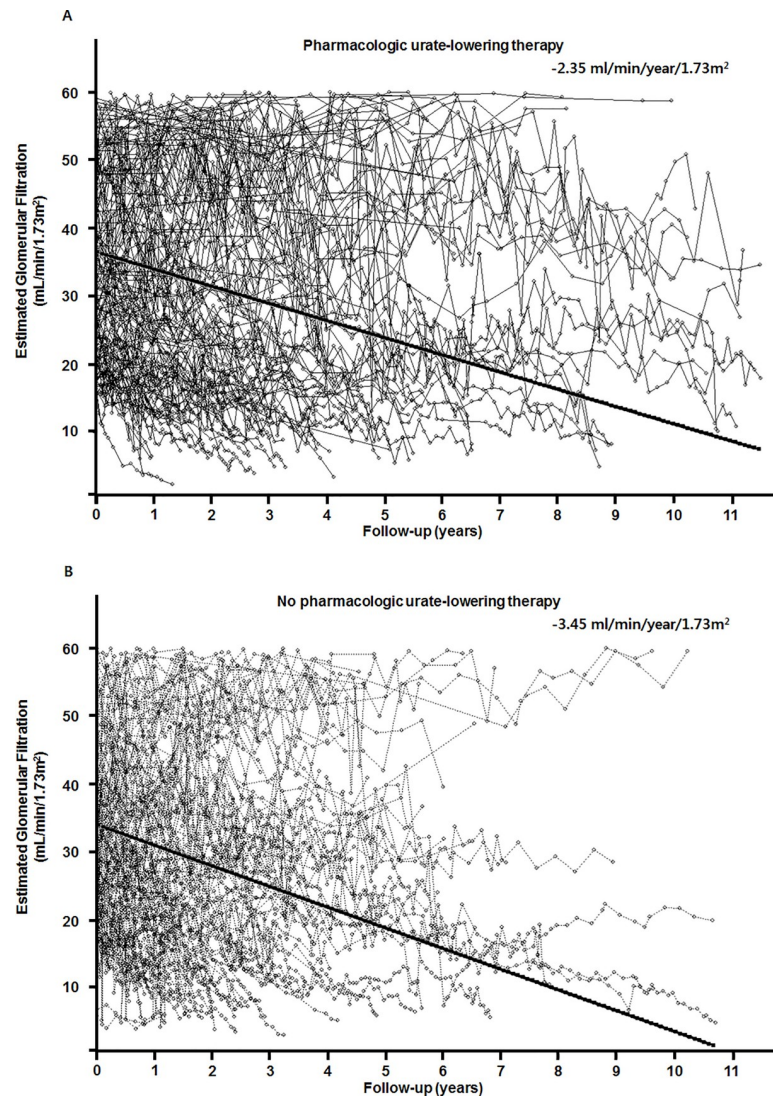 A
Pharmacologic urate-lowering therapy
-2.35 ml/min/year/1.73m²
Estimated Glomerular Filtration
(mL/min/1.73m²)
60
50
40
30
20
10
0 1 2 3 4 5 6 7 8 9 10 11
Follow-up (years)
B
No pharmacologic urate-lowering therapy
-3.45 ml/min/year/1.73m²
Estimated Glomerular Filtration
(mL/min/1.73m²)
60
50
40
30
20
10
0 1 2 3 4 5 6 7 8 9 10 11
Follow-up (years)